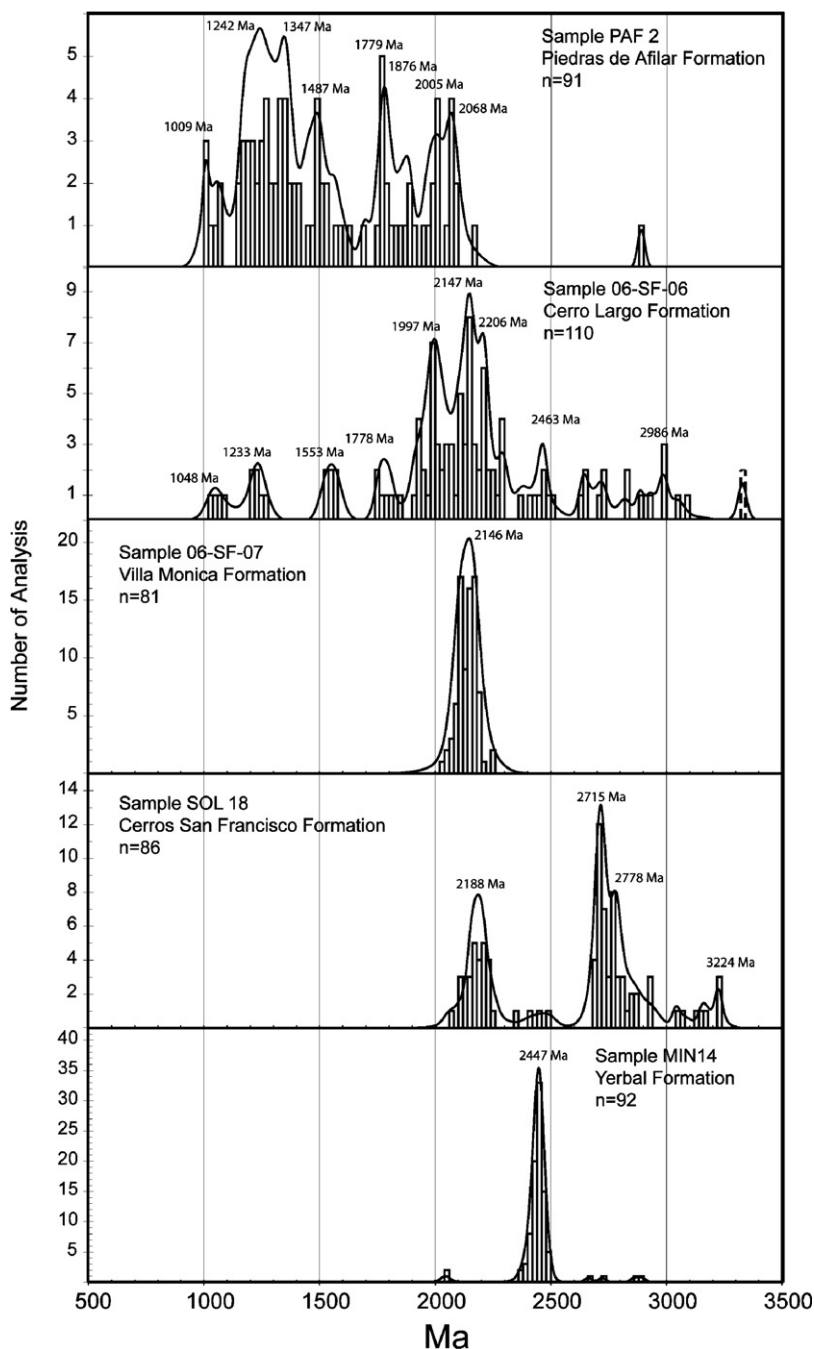 1242 Ma
1347 Ma
1779 Ma
1876 Ma
2005 Ma
2068 Ma
1487 Ma
1009 Ma
Sample PAF 2
Piedras de Afilar Formation
n=91
5
4
3
2
1
2147 Ma
2206 Ma
1997 Ma
2463 Ma
2986 Ma
1778 Ma
1553 Ma
1233 Ma
1048 Ma
Sample 06-SF-06
Cerro Largo Formation
n=110
9
7
5
3
1
2146 Ma
Sample 06-SF-07
Villa Monica Formation
n=81
20
15
10
5
2715 Ma
2778 Ma
2188 Ma
3224 Ma
Sample SOL 18
Cerros San Francisco Formation
n=86
14
12
10
8
6
4
2
2447 Ma
Sample MIN14
Yerbal Formation
n=92
40
35
30
25
20
15
10
5
Number of Analysis
500 1000 1500 2000 2500 3000 3500
Ma